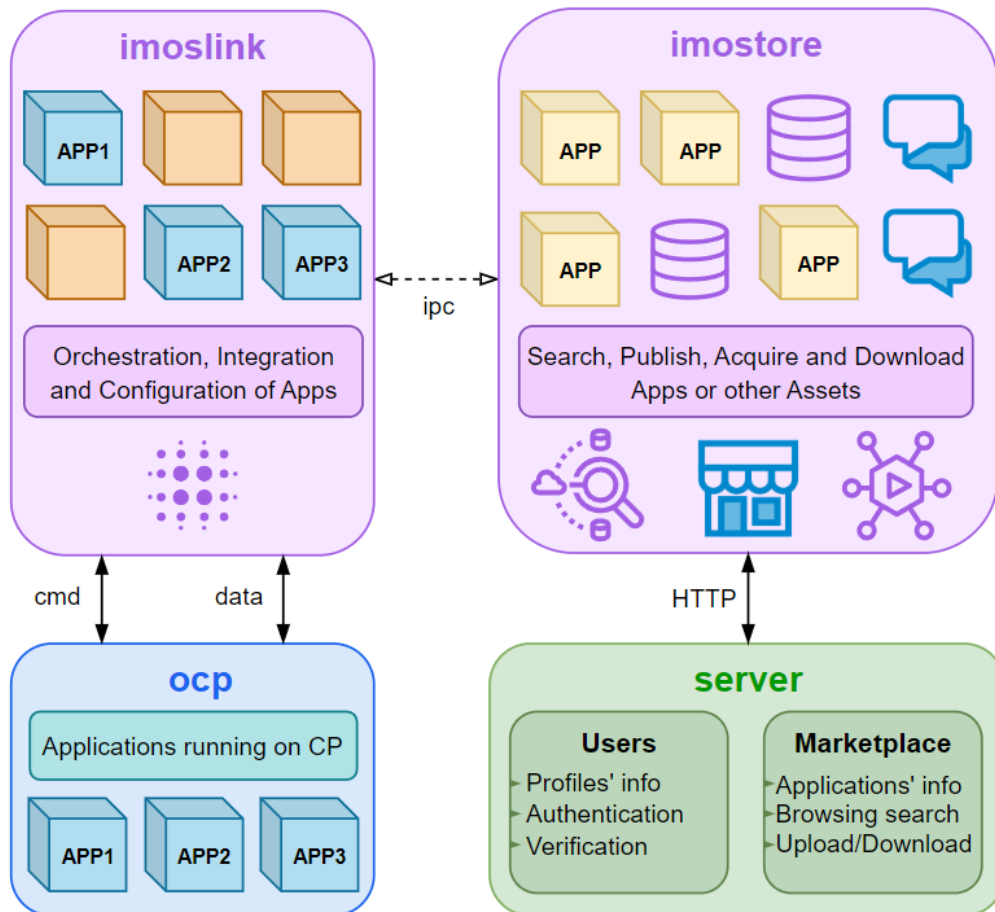 imoslink
APP1
APP2
APP3
Orchestration, Integration
and Configuration of Apps
ipc
imostore
APP
APP
APP
APP
Search, Publish, Acquire and Download
Apps or other Assets
cmd
data
HTTP
ocp
Applications running on CP
APP1
APP2
APP3
server
Users
Profiles' info
Authentication
Verification
Marketplace
Applications' info
Browsing search
Upload/Download